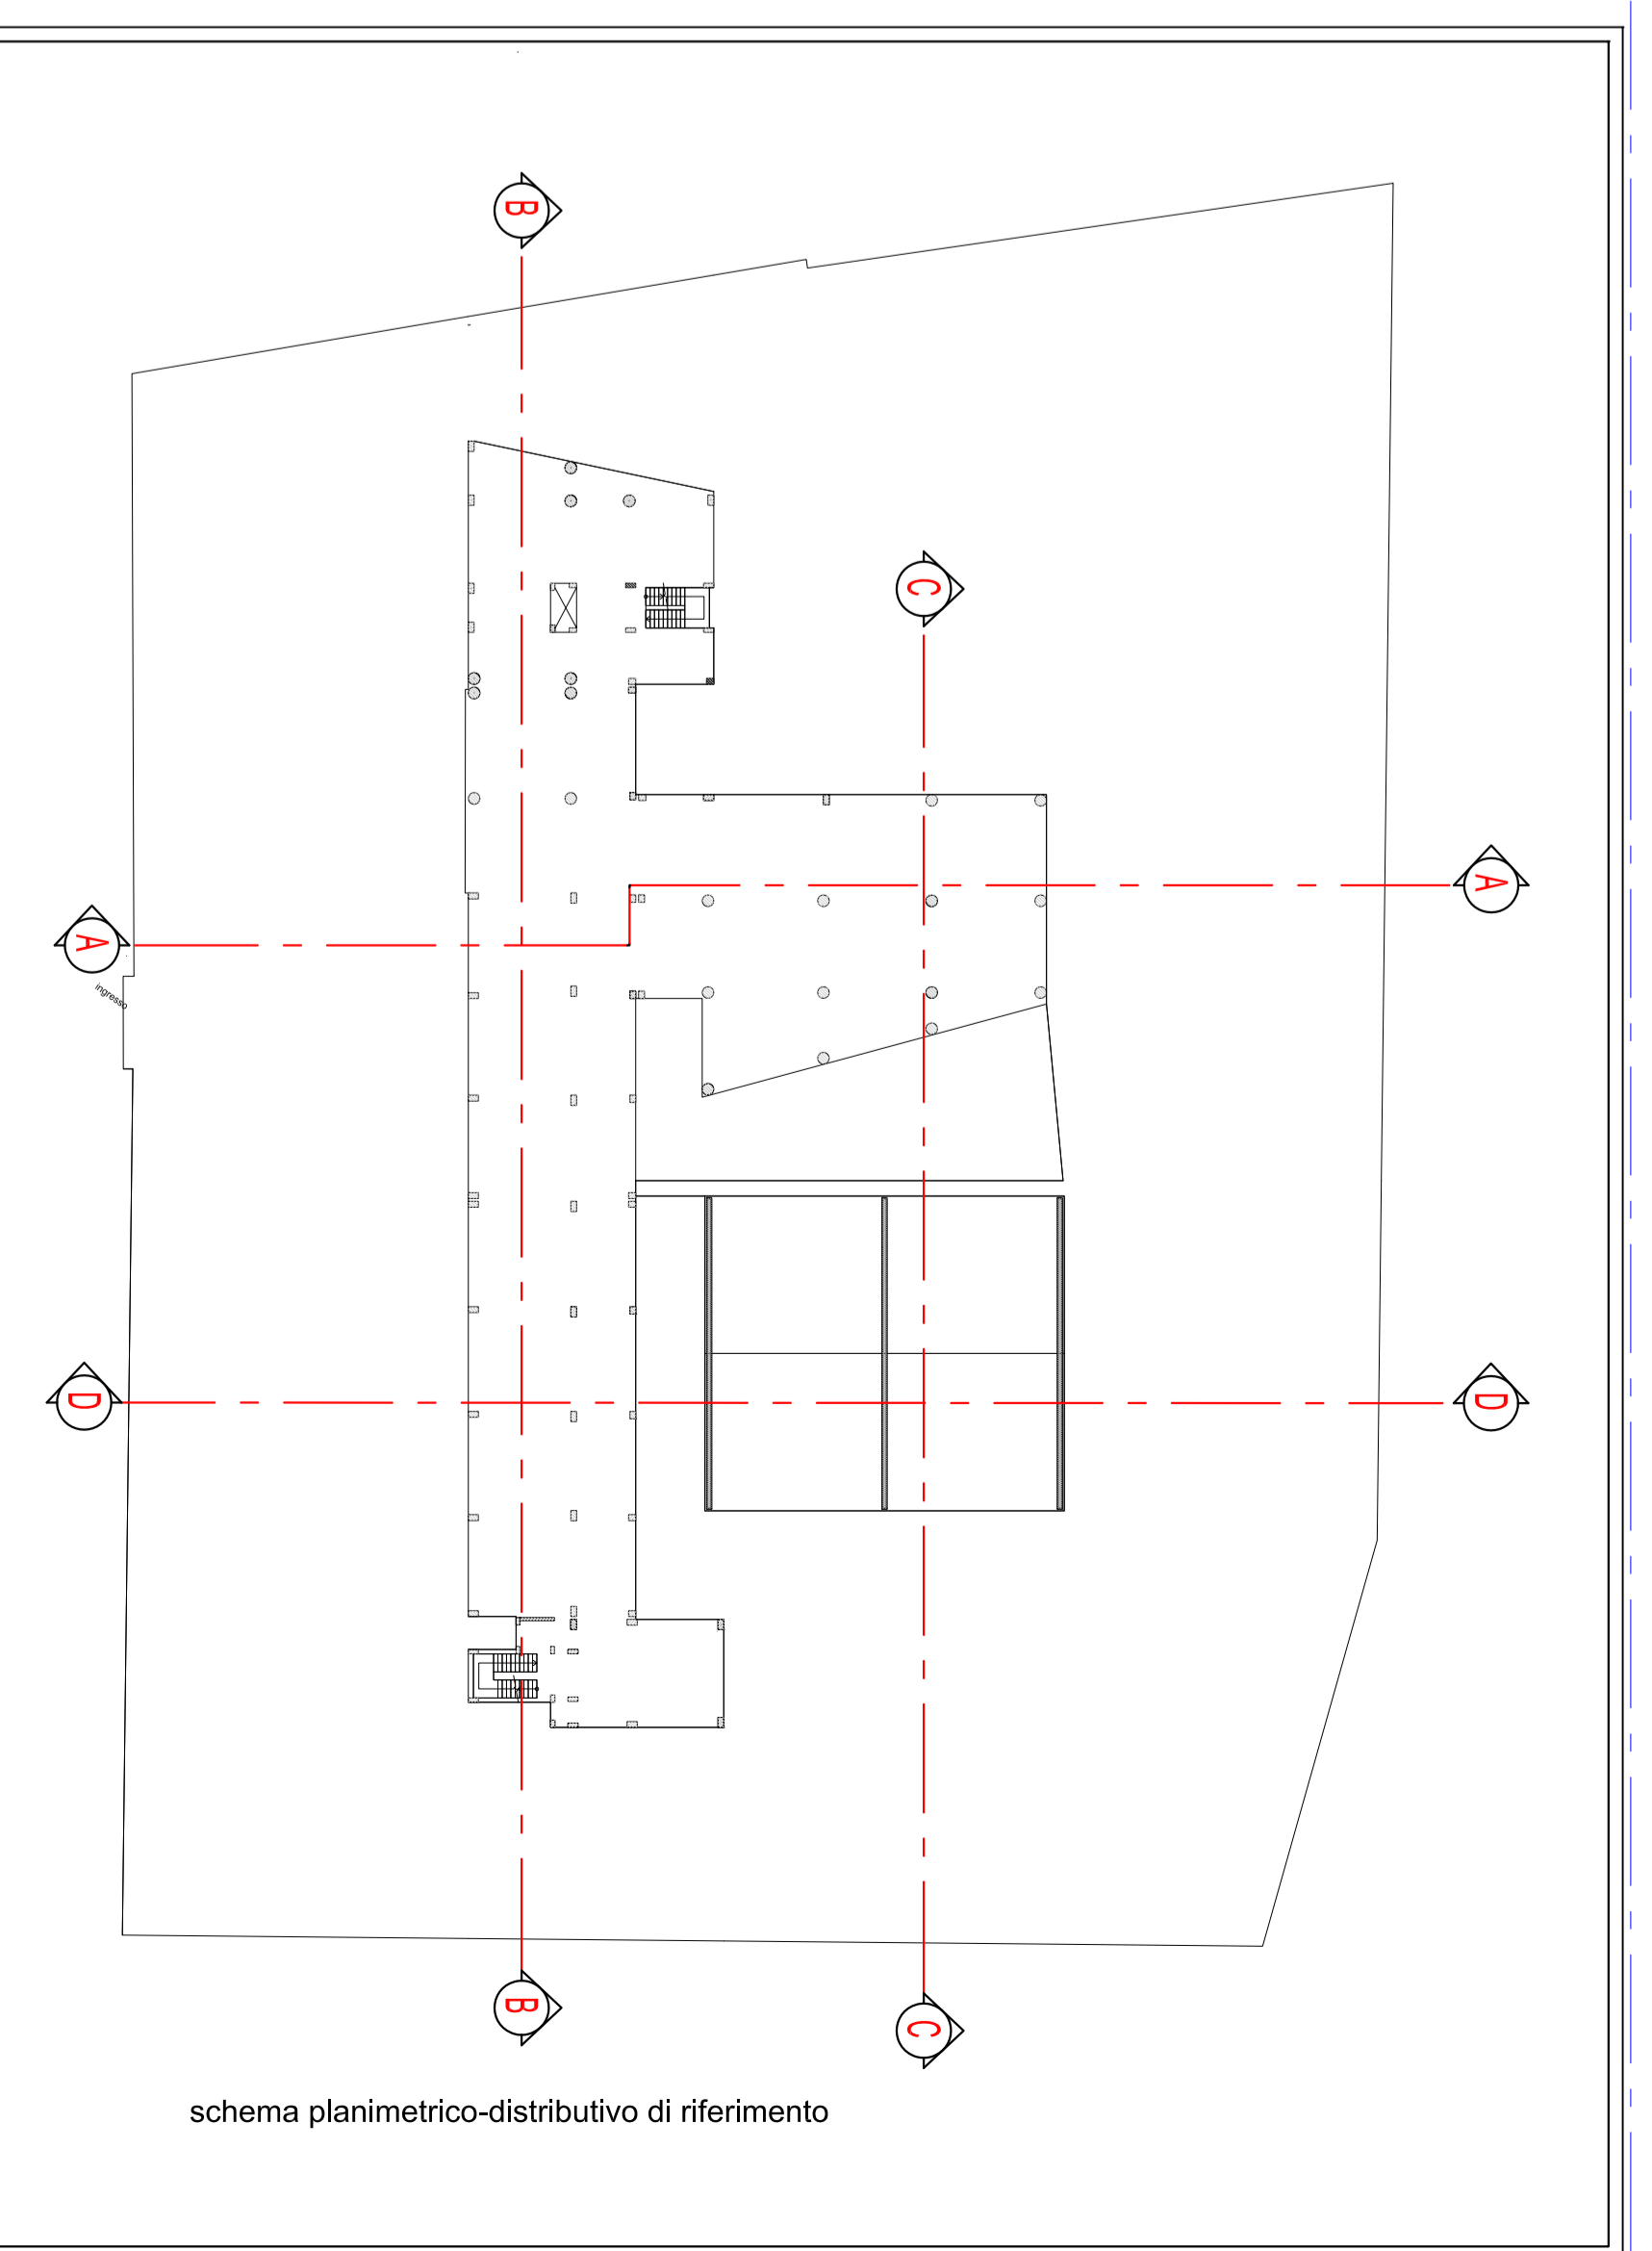 B
C
A
A
ingresso
D
D
B
C
schema planimetrico-distributivo di riferimento